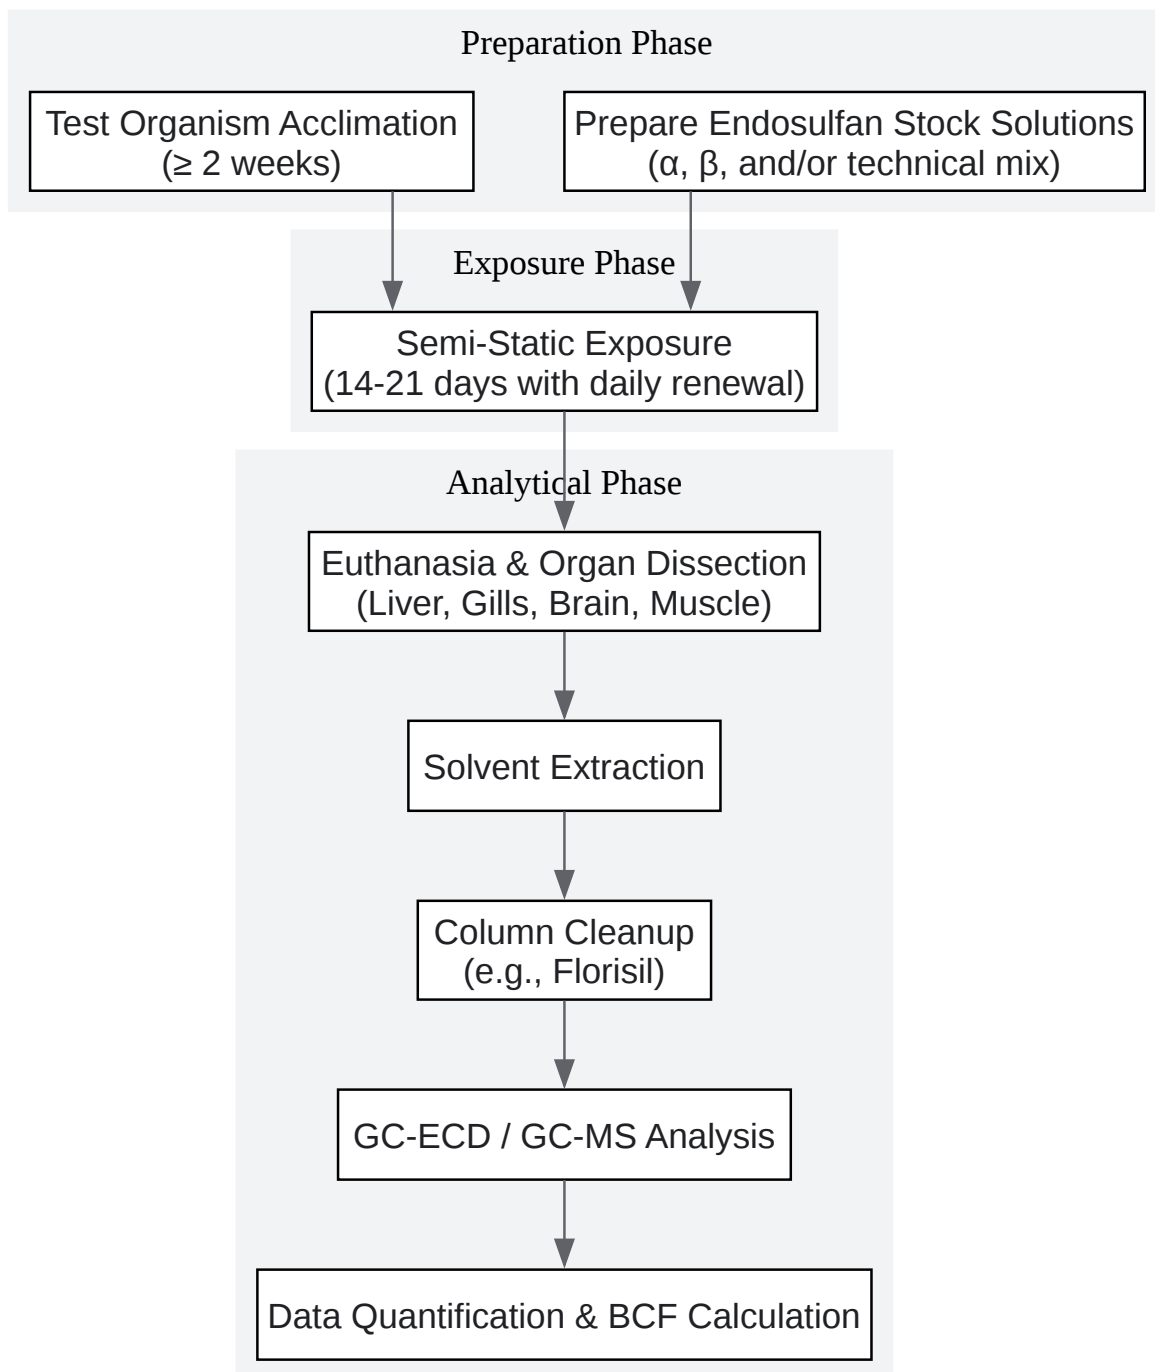 Preparation Phase
Test Organism Acclimation
(≥ 2 weeks)
Prepare Endosulfan Stock Solutions
(α, β, and/or technical mix)
Exposure Phase
Semi-Static Exposure
(14-21 days with daily renewal)
Analytical Phase
Euthanasia & Organ Dissection
(Liver, Gills, Brain, Muscle)
Solvent Extraction
Column Cleanup
(e.g., Florisil)
GC-ECD / GC-MS Analysis
Data Quantification & BCF Calculation